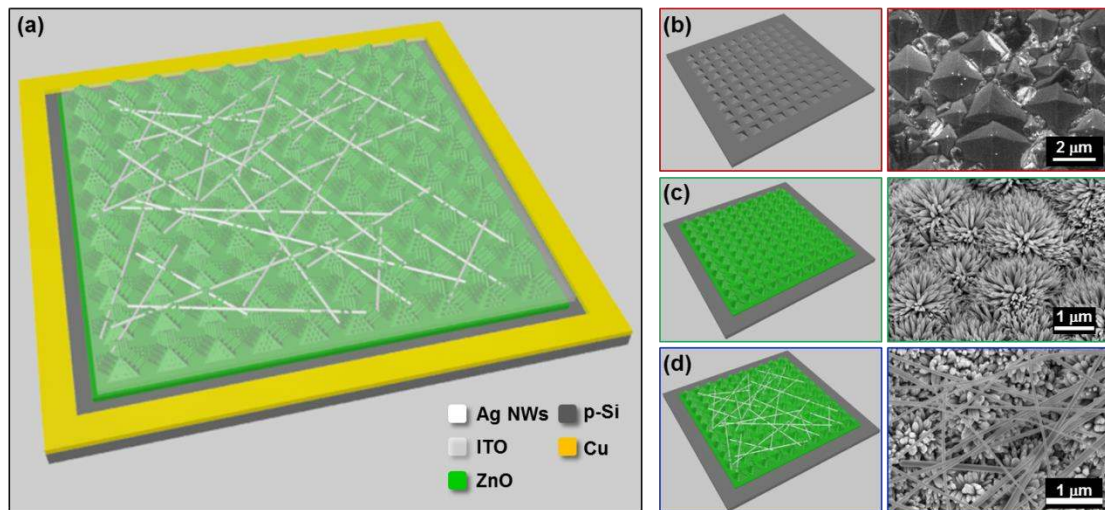 (a)
Ag NWs
p-Si
ITO
Cu
ZnO
(b)
2 μm
(c)
1 μm
(d)
1 μm